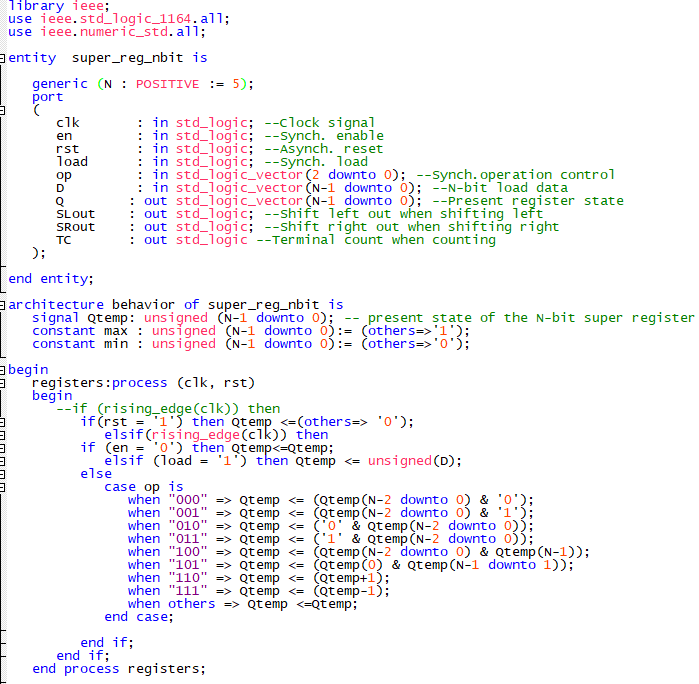 library ieee;
use ieee.std_logic_1164.all;
use ieee.numeric_std.all;
entity  super_reg_nbit is
generic (N : POSITIVE := 5);
port
(
clk       : in std_logic; --Clock signal
en        : in std_logic; --Synch. enable
rst       : in std_logic; --Asynch. reset
load      : in std_logic; --Synch. load
op        : in std_logic_vector(2 downto 0); --Synch.operation control
D         : in std_logic_vector(N-1 downto 0); --N-bit load data
Q        : out std_logic_vector(N-1 downto 0); --Present register state
SLout    : out std_logic; --Shift left out when shifting left
SRout    : out std_logic; --Shift right out when shifting right
TC       : out std_logic --Terminal count when counting
);
end entity;
architecture behavior of super_reg_nbit is
signal Qtemp: unsigned (N-1 downto 0); -- present state of the N-bit super register
constant max : unsigned (N-1 downto 0):= (others=>'1');
constant min : unsigned (N-1 downto 0):= (others=>'0');
begin
registers:process (clk, rst)
begin
--if (rising_edge(clk)) then
if(rst = '1') then Qtemp <=(others=> '0');
elsif(rising_edge(clk)) then
if (en = '0') then Qtemp<=Qtemp;
elsif (load = '1') then Qtemp <= unsigned(D);
else
case op is
when "000" => Qtemp <= (Qtemp(N-2 downto 0) & '0');
when "001" => Qtemp <= (Qtemp(N-2 downto 0) & '1');
when "010" => Qtemp <= ('0' & Qtemp(N-2 downto 0));
when "011" => Qtemp <= ('1' & Qtemp(N-2 downto 0));
when "100" => Qtemp <= (Qtemp(N-2 downto 0) & Qtemp(N-1));
when "101" => Qtemp <= (Qtemp(0) & Qtemp(N-1 downto 1));
when "110" => Qtemp <= (Qtemp+1);
when "111" => Qtemp <= (Qtemp-1);
when others => Qtemp <=Qtemp;
end case;
end if;
end if;
end process registers;